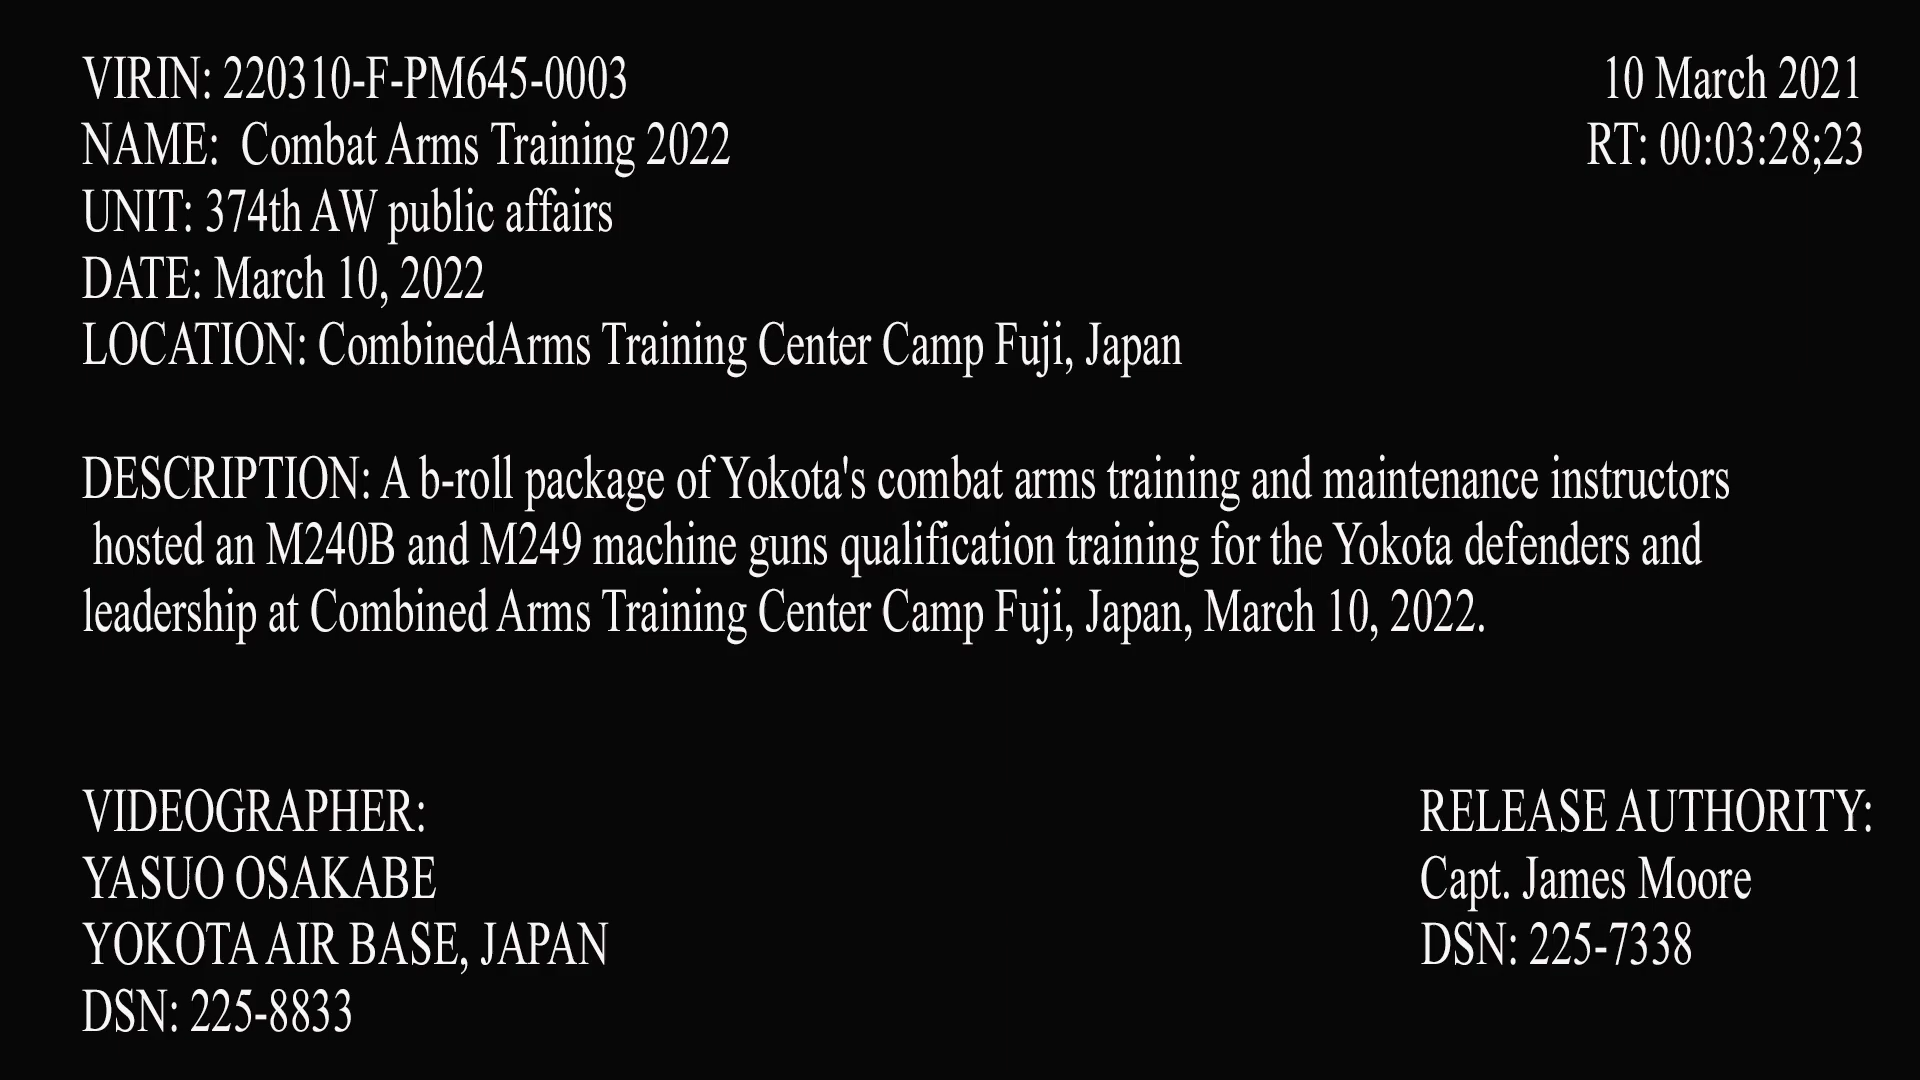 VIRIN: 220310-F-PM645-0003
10 March 2021
NAME:  Combat Arms Training 2022
RT: 00:03:28;23
UNIT: 374th AW public affairs
DATE: March 10, 2022
LOCATION: CombinedArms Training Center Camp Fuji, Japan
DESCRIPTION: A b-roll package of Yokota's combat arms training and maintenance instructors
hosted an M240B and M249 machine guns qualification training for the Yokota defenders and
leadership at Combined Arms Training Center Camp Fuji, Japan, March 10, 2022.
VIDEOGRAPHER:
YASUO OSAKABE
YOKOTA AIR BASE, JAPAN
DSN: 225-8833
RELEASE AUTHORITY:
Capt. James Moore
DSN: 225-7338